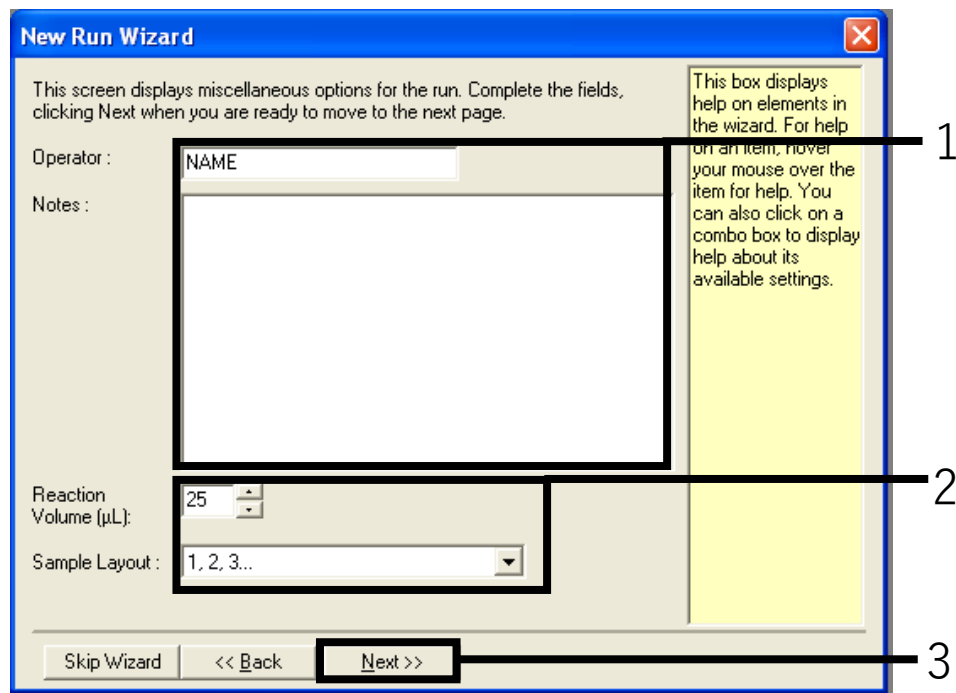 New Run Wizard
This screen displays miscellaneous options for the run. Complete the fields,
clicking Next when you are ready to move to the next page.
Operator :
NAME
Notes :
Reaction
Volume (µL):
25
Sample Layout :
1, 2, 3...
Skip Wizard
<< Back
Next >>
This box displays
help on elements in
the wizard. For help
on an item, hover
your mouse over the
item for help. You
can also click on a
combo box to display
help about its
available settings.
1
2
3